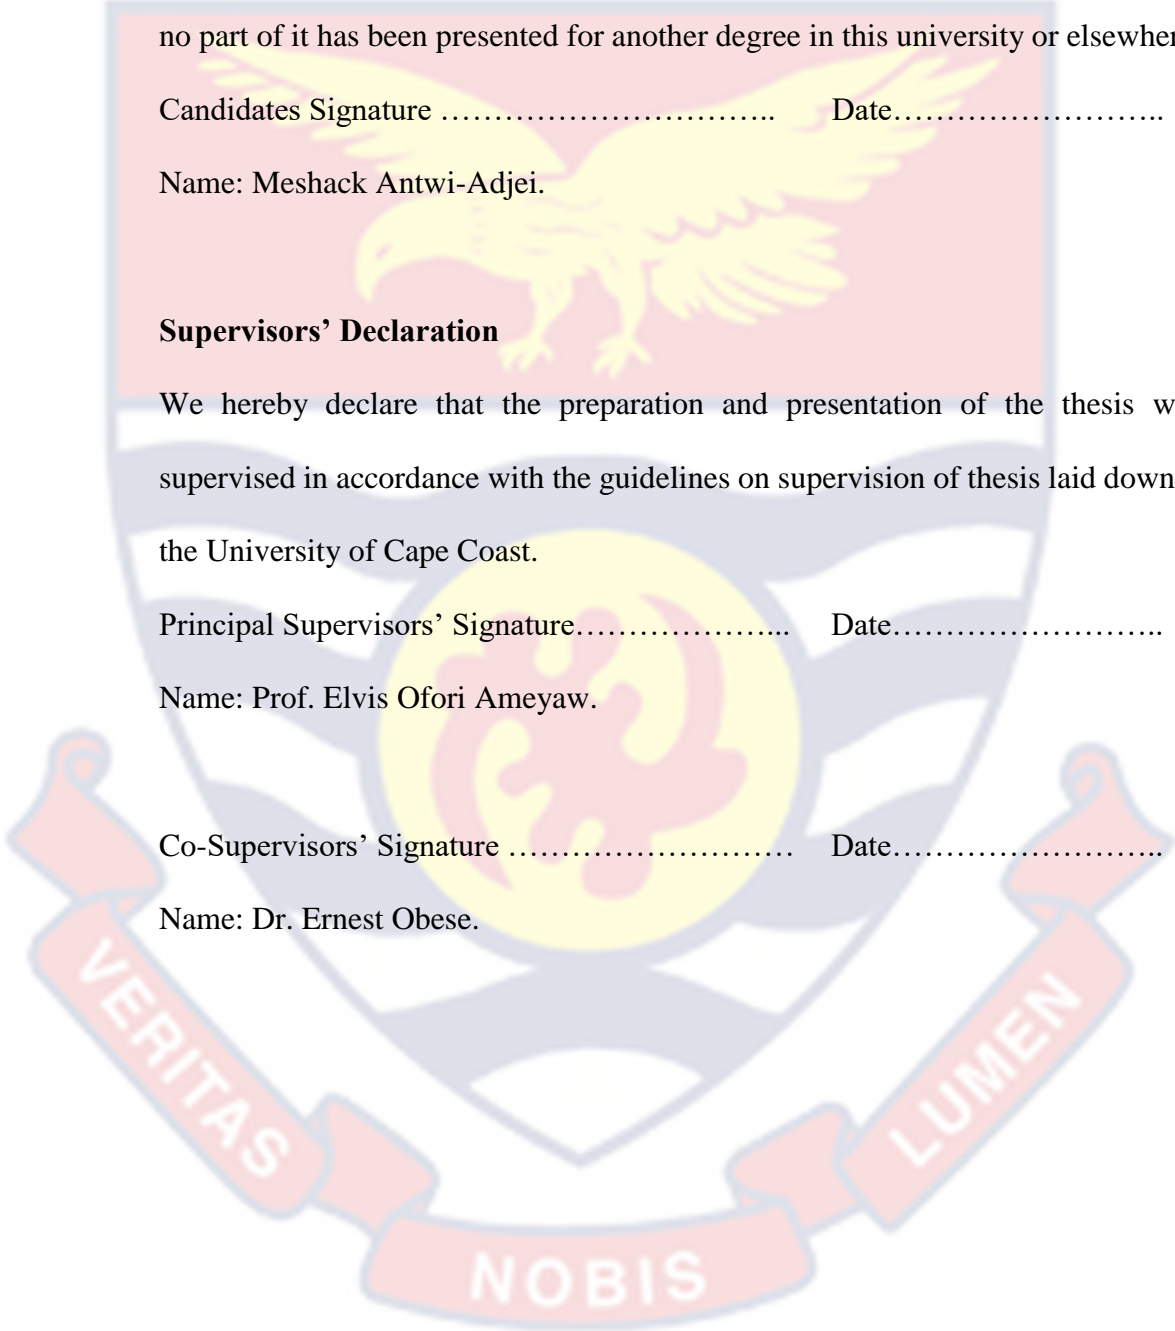 no part of it has been presented for another degree in this university or elsewher
Candidates Signature ………………………….. Date……………………..
Name: Meshack Antwi-Adjei.
Supervisors’ Declaration
We hereby declare that the preparation and presentation of the thesis w
supervised in accordance with the guidelines on supervision of thesis laid down
the University of Cape Coast.
Principal Supervisors’ Signature………………... Date……………………..
Name: Prof. Elvis Ofori Ameyaw.
Co-Supervisors’ Signature ……………………… Date……………………..
Name: Dr. Ernest Obese.
VERITAS
NOBIS
LUMEN